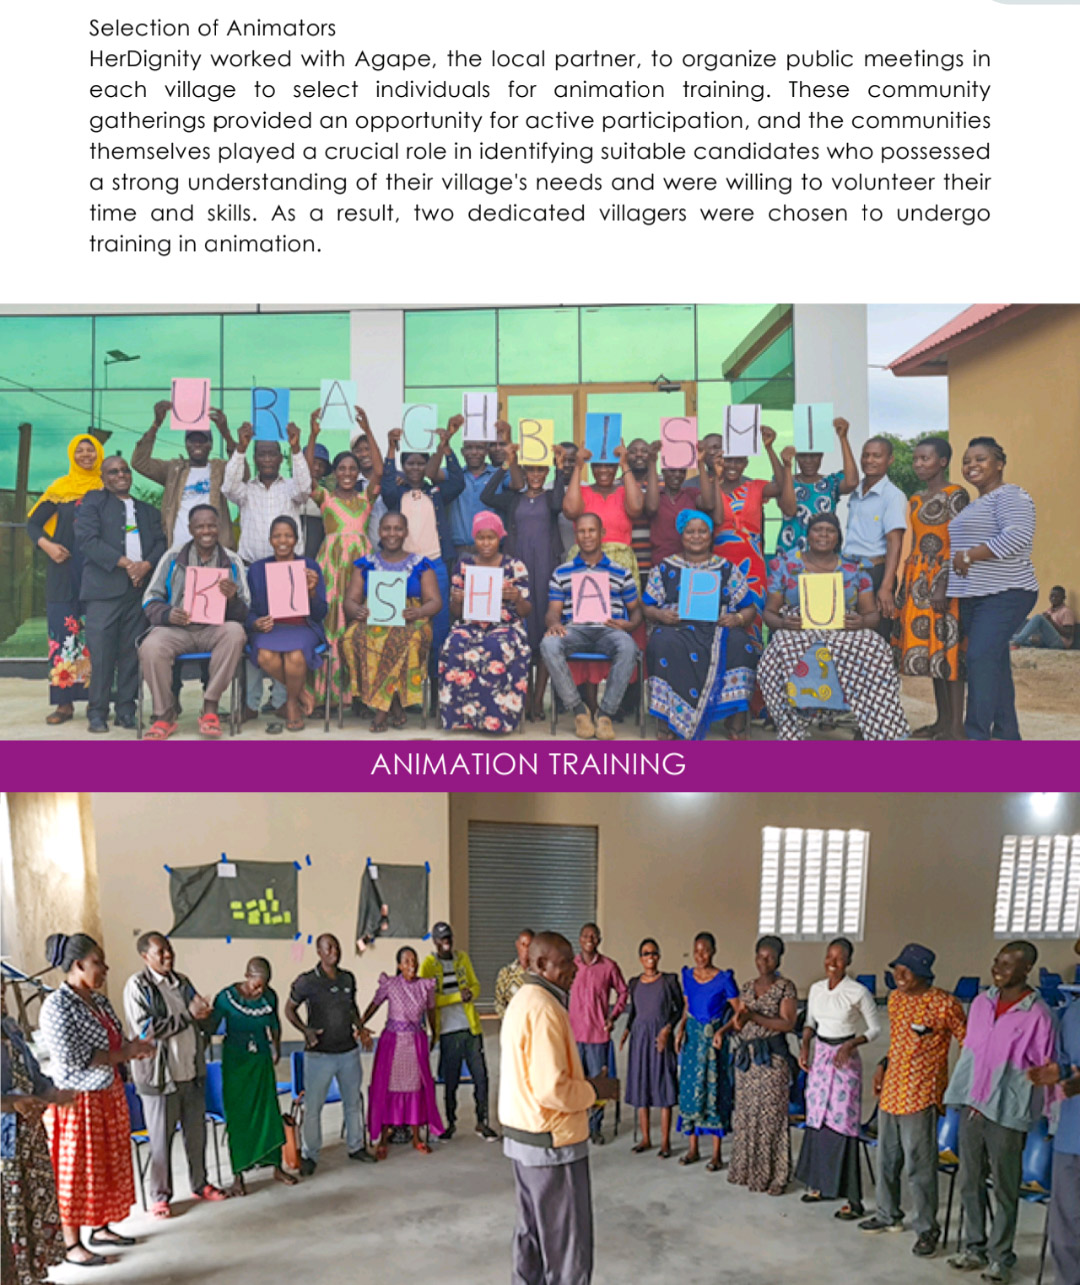 Selection of Animators
HerDignity worked with Agape, the local partner, to organize public meetings in
each village to select individuals for animation training. These community
gatherings provided an opportunity for active participation, and the communities
themselves played a crucial role in identifying suitable candidates who possessed
a strong understanding of their village's needs and were willing to volunteer their
time and skills. As a result, two dedicated villagers were chosen to undergo
training in animation.
URAGHBISHI
KISHAPU
ANIMATION TRAINING